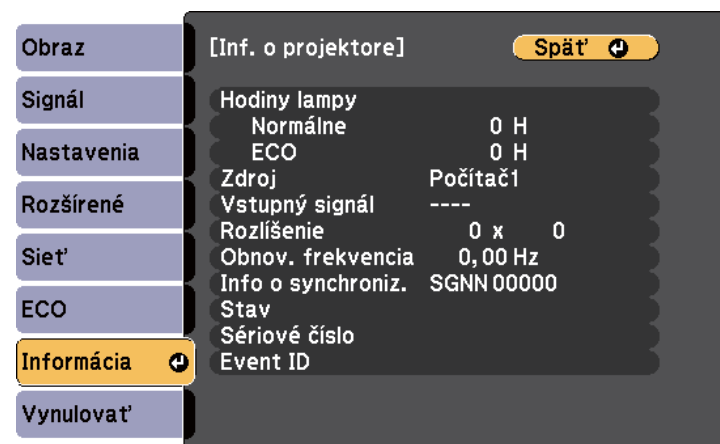 Obraz
Signál
Nastavenia
Rozšírené
Sieť
ECO
Informácia
Vynulovať
[Inf. o projektore] Späť
Hodiny lampy
Normálne 0 H
ECO 0 H
Zdroj Počítač1
Vstupný signál ----
Rozlíšenie 0 x 0
Obnov. frekvencia 0,00 Hz
Info o synchroniz. SGNN 00000
Stav
Sériové číslo
Event ID